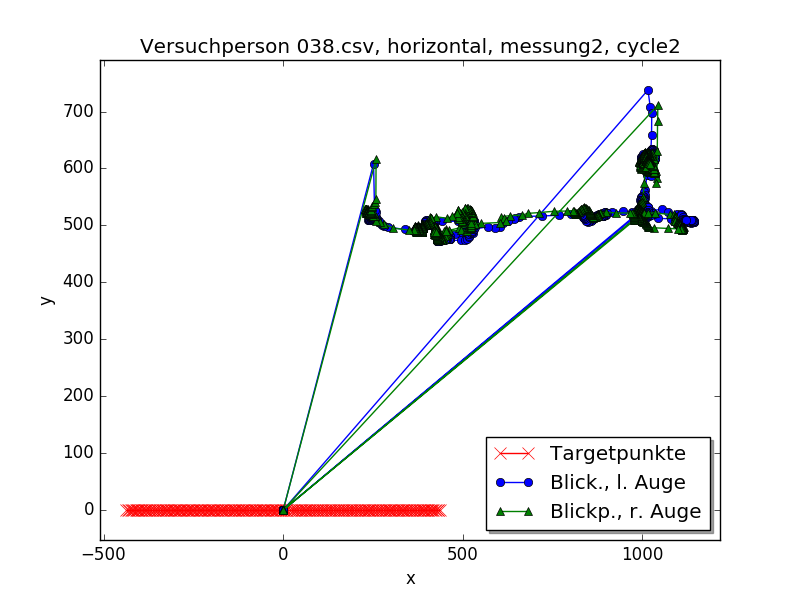 Versuchperson 038.csv, horizontal, messung2, cycle2
700
600
500
400
300
200
100
0
y
−500
0
500
1000
x
Targetpunkte
Blick., l. Auge
Blickp., r. Auge